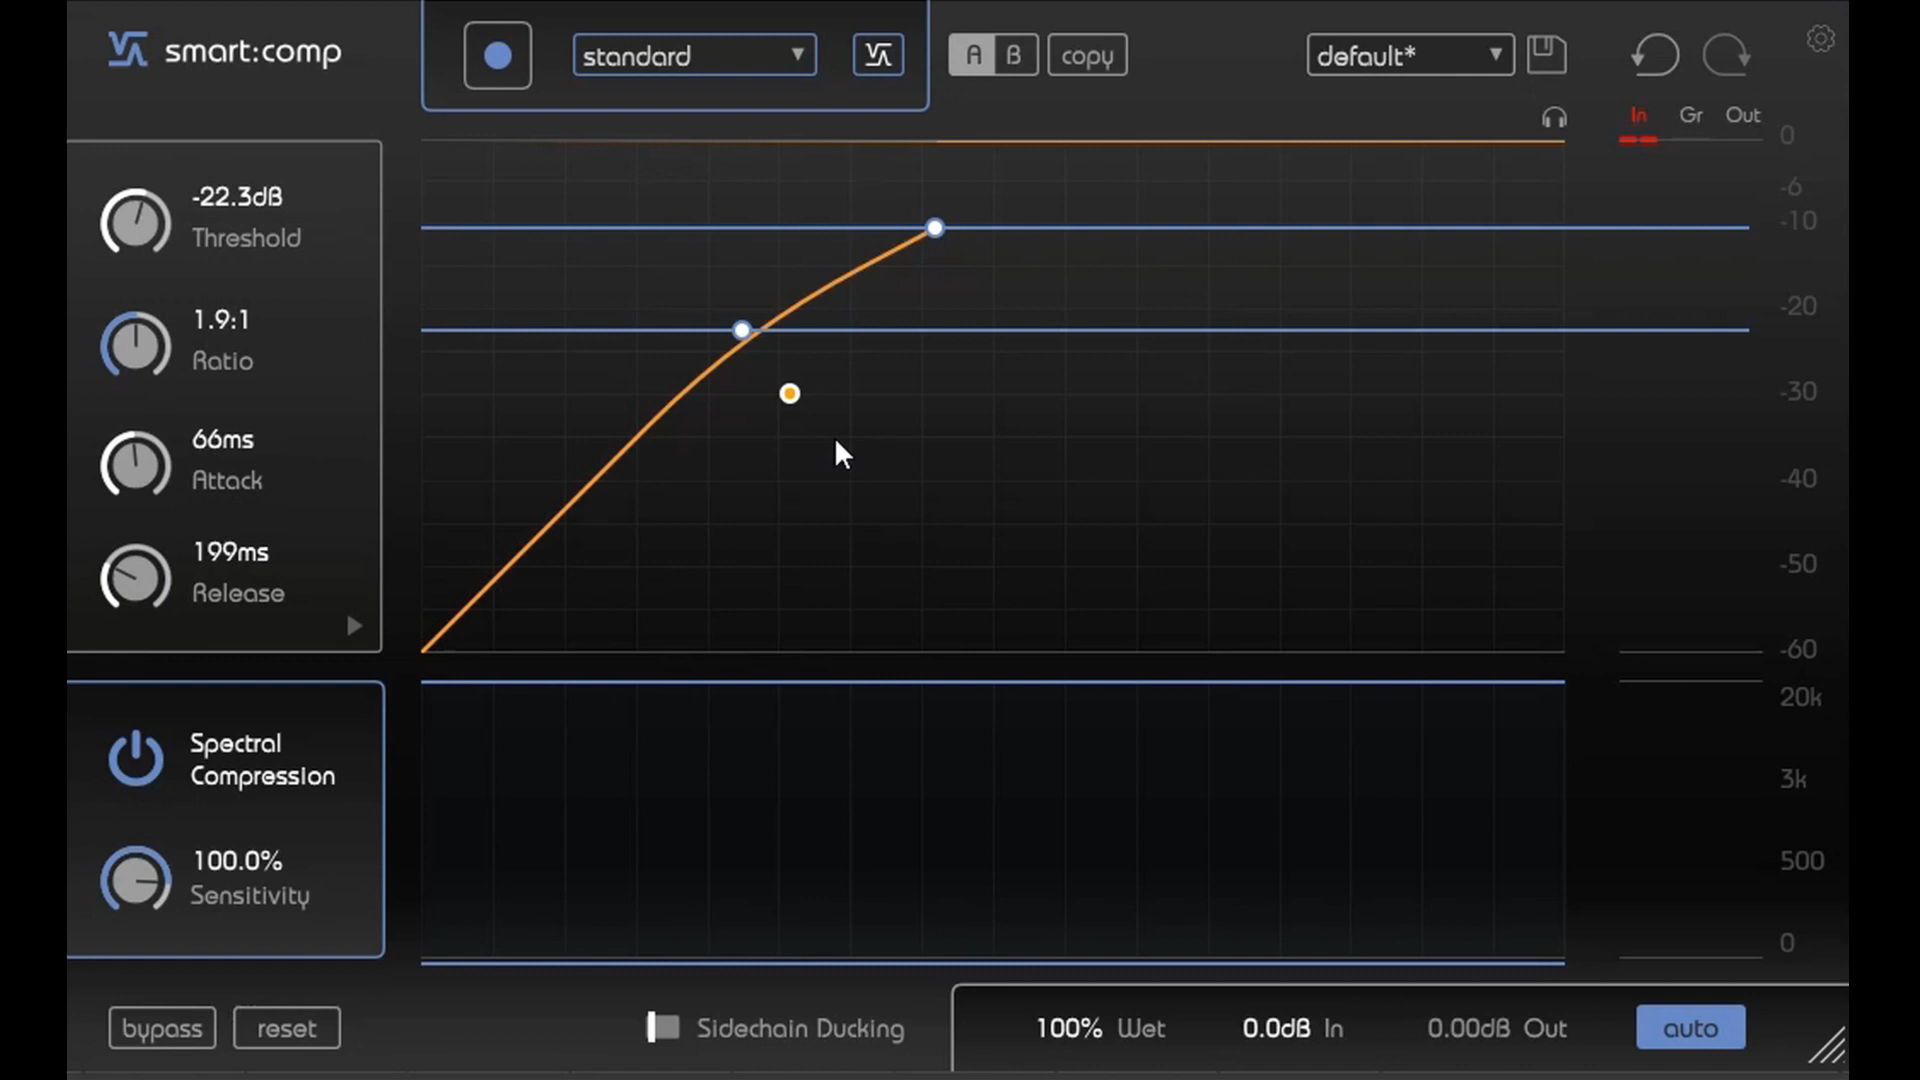 smart:comp
standard
A B
copy
default*
In Gr Out
0
-6
-10
-20
-30
-40
-50
-60
-22.3dB
Threshold
1.9:1
Ratio
66ms
Attack
199ms
Release
Spectral
Compression
100.0%
Sensitivity
20k
3k
500
0
bypass
reset
Sidechain Ducking
100% Wet
0.0dB In
0.00dB Out
auto